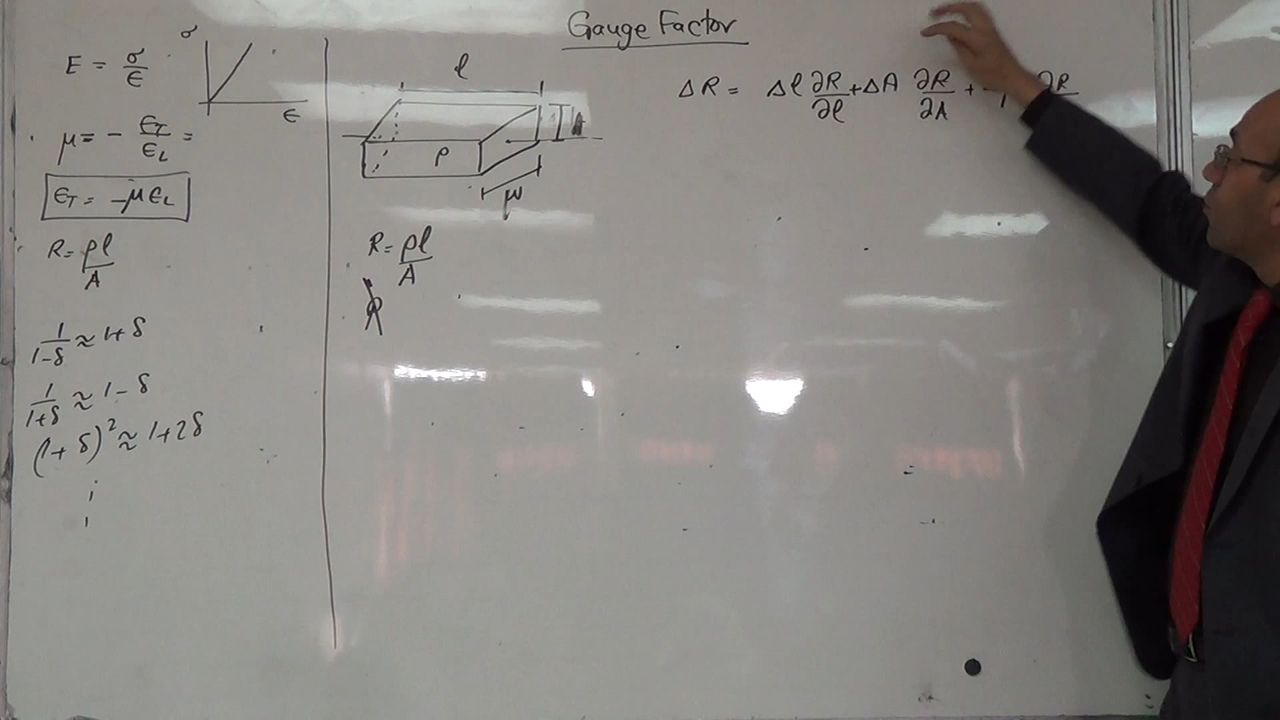 Gauge Factor
E = σ/ϵ
σ
ϵ
μ = - ϵ_T/ϵ_L =
ϵ_T = -μ ϵ_L
R = ρℓ/A
1/(1-δ) ≈ 1+δ
1/(1+δ) ≈ 1-δ
(1+δ)² ≈ 1+2δ
ℓ
ρ
w
R = ρℓ/A
ΔR = Δℓ ∂R/∂ℓ + ΔA ∂R/∂A + ∂R